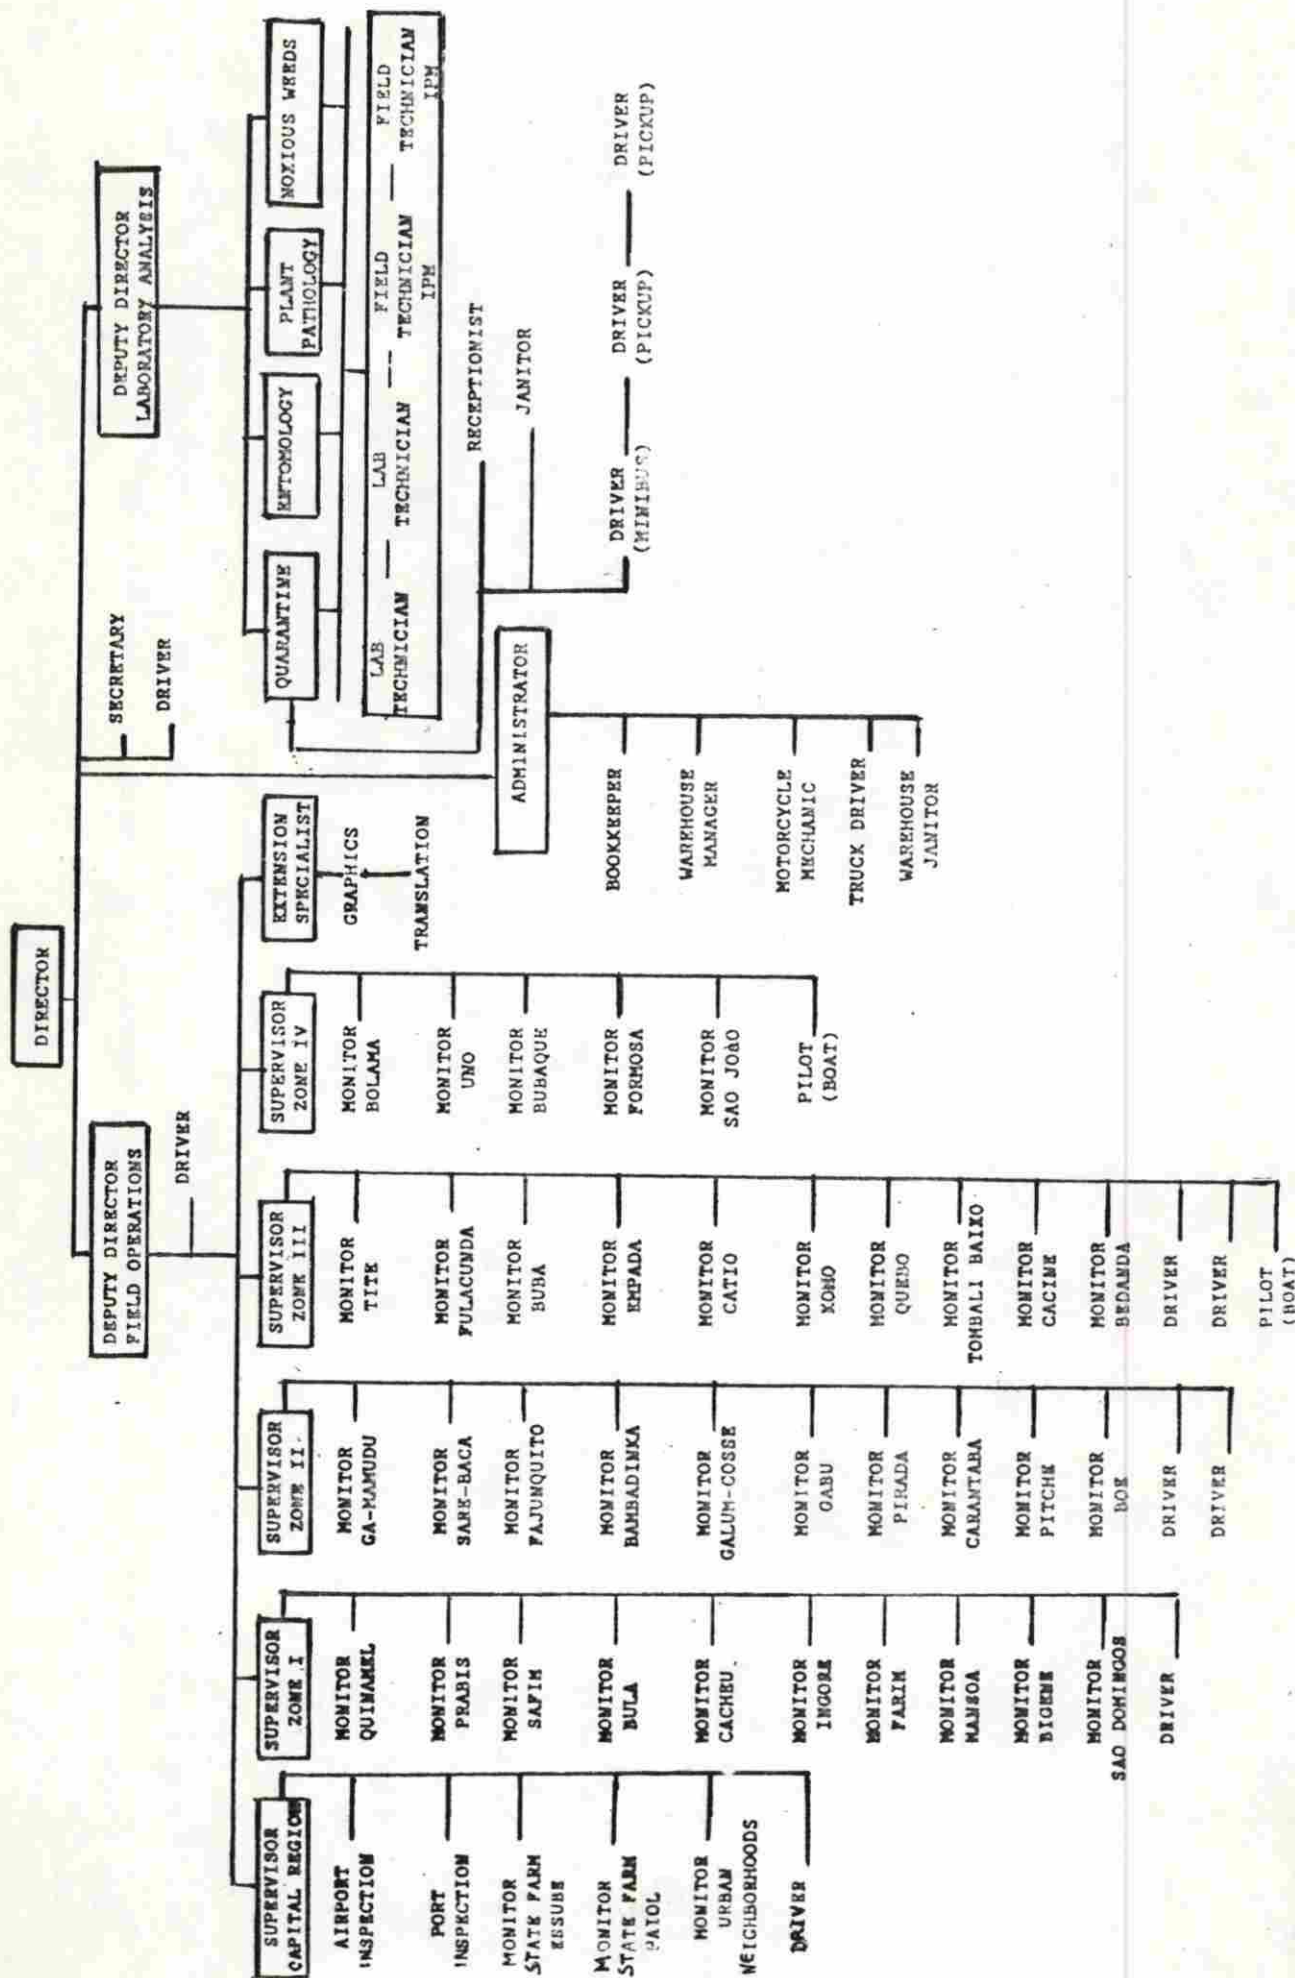 DIRECTOR
DEPUTY DIRECTOR
FIELD OPERATIONS
DRIVER
SECRETARY
DRIVER
DEPUTY DIRECTOR
LABORATORY ANALYSIS
SUPERVISOR
CAPITAL REGION
AIRPORT
INSPECTION
PORT
INSPECTION
MONITOR
STATE FARM
ESSUBE
MONITOR
STATE FARM
PAIOL
MONITOR
URBAN
NEIGHBORHOODS
DRIVER
SUPERVISOR
ZONE I
MONITOR
QUINAMEL
MONITOR
PRABIS
MONITOR
SAFIM
MONITOR
BULA
MONITOR
CACHEU
MONITOR
INGORE
MONITOR
FARIM
MONITOR
MANSOA
MONITOR
BIGENE
MONITOR
SAO DOMINGOS
DRIVER
SUPERVISOR
ZONE II
MONITOR
GA-MAMUDU
MONITOR
SARE-BACA
MONITOR
FAJUNQUITO
MONITOR
BAMBADINKA
MONITOR
GALUM-COSSE
MONITOR
GABU
MONITOR
PIRADA
MONITOR
CARANTABA
MONITOR
PITCHE
MONITOR
BOE
DRIVER
DRIVER
SUPERVISOR
ZONE III
MONITOR
TITE
MONITOR
FULACUNDA
MONITOR
BUBA
MONITOR
EMPADA
MONITOR
CATIO
MONITOR
KOMO
MONITOR
QUEBO
MONITOR
TOMBALI BAIXO
MONITOR
CACINE
MONITOR
BEDANDA
DRIVER
DRIVER
PILOT
(BOAT)
SUPERVISOR
ZONE IV
MONITOR
BOLAMA
MONITOR
UNO
MONITOR
BUBAQUE
MONITOR
FORMOSA
MONITOR
SAO JOAO
PILOT
(BOAT)
EXTENSION
SPECIALIST
GRAPHICS
TRANSLATION
ADMINISTRATOR
BOOKKEEPER
WAREHOUSE
MANAGER
MOTORCYCLE
MECHANIC
TRUCK DRIVER
WAREHOUSE
JANITOR
QUARANTINE
ENTOMOLOGY
PLANT
PATHOLOGY
NOXIOUS WEEDS
LAB
TECHNICIAN
LAB
TECHNICIAN
FIELD
TECHNICIAN
IPM
FIELD
TECHNICIAN
IPM
RECEPTIONIST
JANITOR
DRIVER
(MINIBUS)
DRIVER
(PICKUP)
DRIVER
(PICKUP)